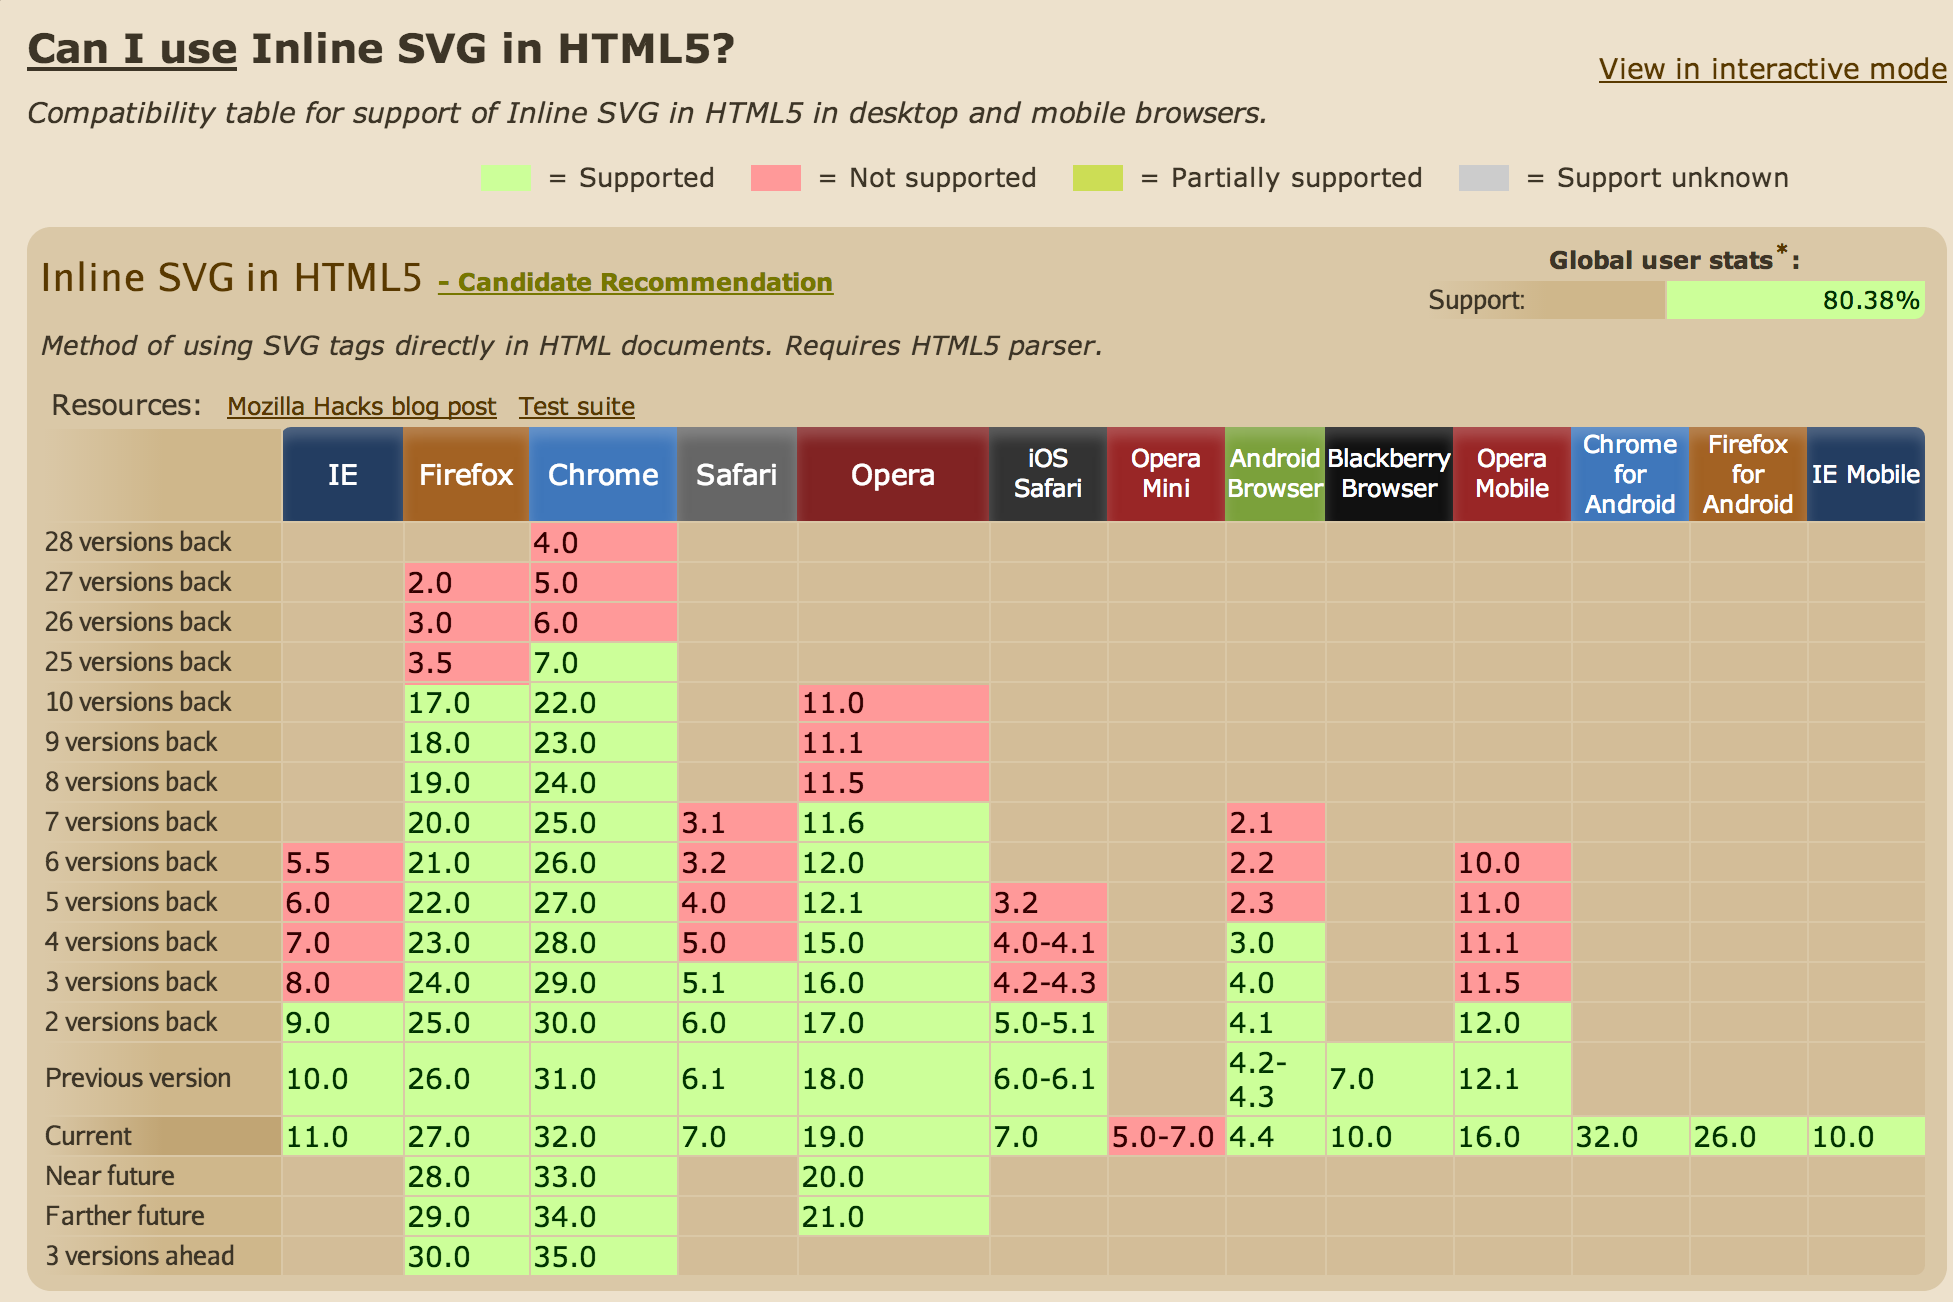 Can I use Inline SVG in HTML5?
View in interactive mode
Compatibility table for support of Inline SVG in HTML5 in desktop and mobile browsers.
= Supported = Not supported = Partially supported = Support unknown
Global user stats*:
Inline SVG in HTML5 - Candidate Recommendation
Support: 80.38%
Method of using SVG tags directly in HTML documents. Requires HTML5 parser.
Resources: Mozilla Hacks blog post Test suite
IE Firefox Chrome Safari Opera iOS Safari Opera Mini Android Browser Blackberry Browser Opera Mobile Chrome for Android Firefox for Android IE Mobile
28 versions back 4.0
27 versions back 2.0 5.0
26 versions back 3.0 6.0
25 versions back 3.5 7.0
10 versions back 17.0 22.0 11.0
9 versions back 18.0 23.0 11.1
8 versions back 19.0 24.0 11.5
7 versions back 20.0 25.0 3.1 11.6 2.1
6 versions back 5.5 21.0 26.0 3.2 12.0 2.2 10.0
5 versions back 6.0 22.0 27.0 4.0 12.1 3.2 2.3 11.0
4 versions back 7.0 23.0 28.0 5.0 15.0 4.0-4.1 3.0 11.1
3 versions back 8.0 24.0 29.0 5.1 16.0 4.2-4.3 4.0 11.5
2 versions back 9.0 25.0 30.0 6.0 17.0 5.0-5.1 4.1 12.0
Previous version 10.0 26.0 31.0 6.1 18.0 6.0-6.1 4.2-4.3 7.0 12.1
Current 11.0 27.0 32.0 7.0 19.0 7.0 5.0-7.0 4.4 10.0 16.0 32.0 26.0 10.0
Near future 28.0 33.0 20.0
Farther future 29.0 34.0 21.0
3 versions ahead 30.0 35.0